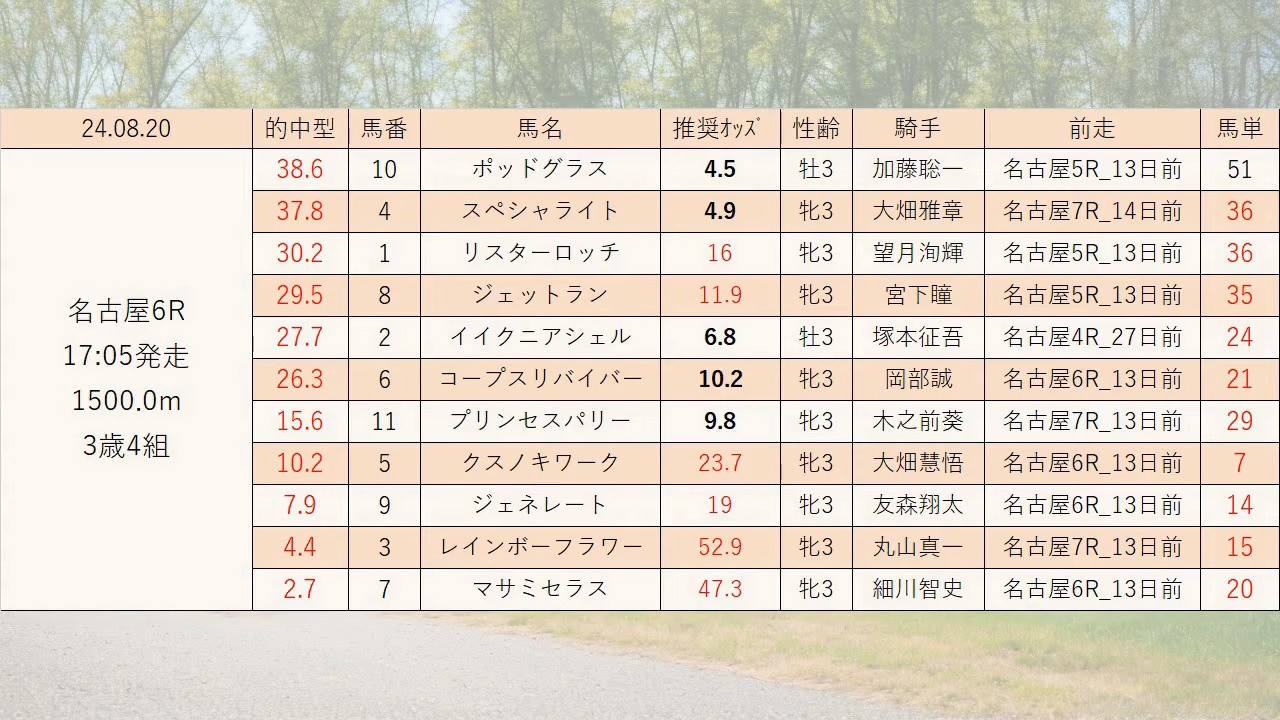 24.08.20 的中型 馬番 馬名 推奨ｵｯｽﾞ 性齢 騎手 前走 馬単
名古屋6R
17:05発走
1500.0m
3歳4組
38.6 10 ポッドグラス 4.5 牡3 加藤聡一 名古屋5R_13日前 51
37.8 4 スペシャライト 4.9 牝3 大畑雅章 名古屋7R_14日前 36
30.2 1 リスターロッチ 16 牝3 望月洵輝 名古屋5R_13日前 36
29.5 8 ジェットラン 11.9 牝3 宮下瞳 名古屋5R_13日前 35
27.7 2 イイクニアシェル 6.8 牡3 塚本征吾 名古屋4R_27日前 24
26.3 6 コープスリバイバー 10.2 牝3 岡部誠 名古屋6R_13日前 21
15.6 11 プリンセスパリー 9.8 牝3 木之前葵 名古屋7R_13日前 29
10.2 5 クスノキワーク 23.7 牝3 大畑慧悟 名古屋6R_13日前 7
7.9 9 ジェネレート 19 牝3 友森翔太 名古屋6R_13日前 14
4.4 3 レインボーフラワー 52.9 牝3 丸山真一 名古屋7R_13日前 15
2.7 7 マサミセラス 47.3 牝3 細川智史 名古屋6R_13日前 20